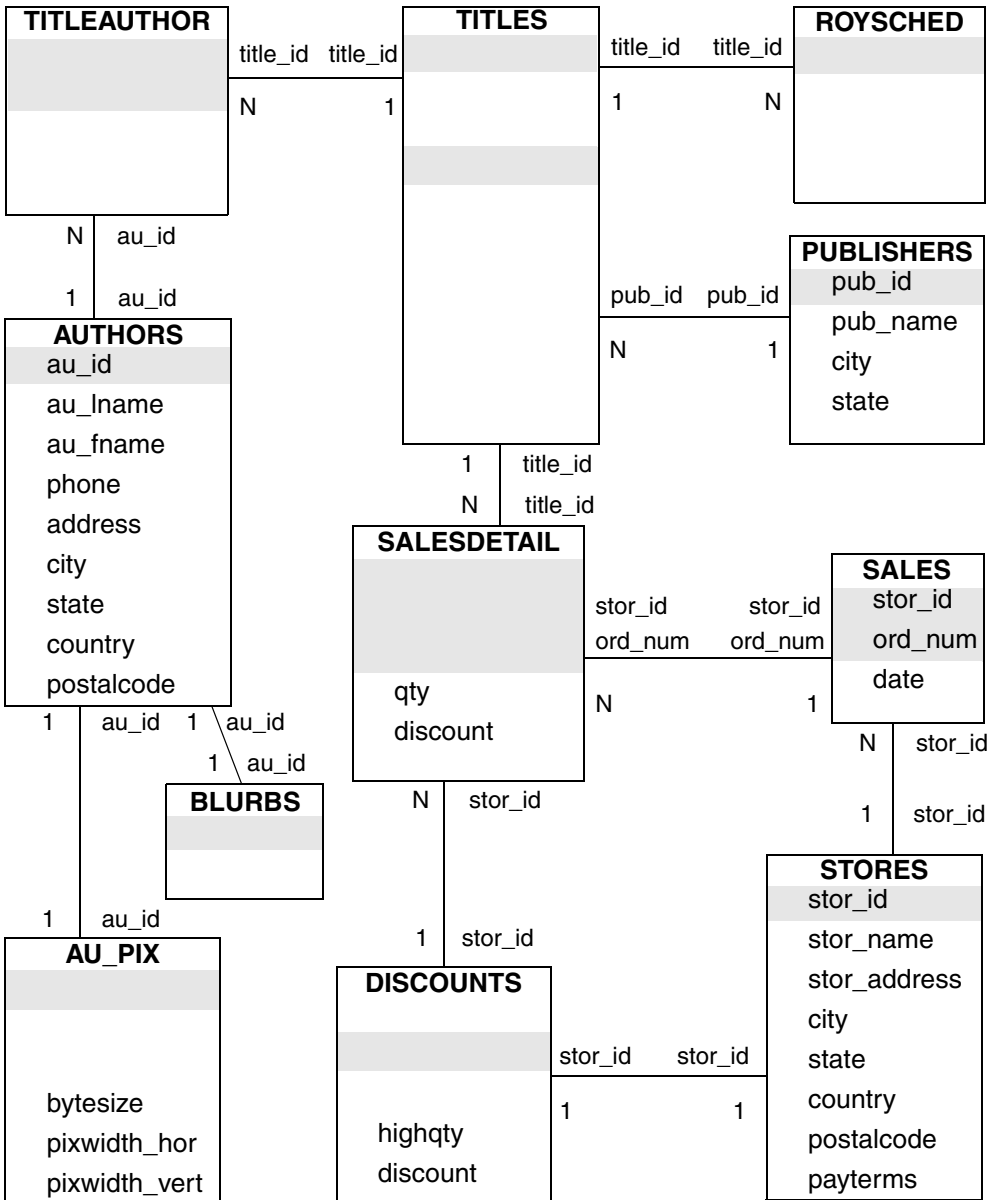 TITLEAUTHOR
TITLES
ROYSCHED
title_id title_id
N 1
title_id title_id
1 N
N au_id
1 au_id
PUBLISHERS
pub_id
pub_name
city
state
pub_id pub_id
N 1
AUTHORS
au_id
au_lname
au_fname
phone
address
city
state
country
postalcode
1 title_id
N title_id
SALESDETAIL
qty
discount
stor_id stor_id
ord_num ord_num
N 1
SALES
stor_id
ord_num
date
1 au_id 1 au_id
1 au_id
BLURBS
N stor_id
1 stor_id
N stor_id
1 stor_id
1 au_id
AU_PIX
bytesize
pixwidth_hor
pixwidth_vert
DISCOUNTS
highqty
discount
stor_id stor_id
1 1
STORES
stor_id
stor_name
stor_address
city
state
country
postalcode
payterms